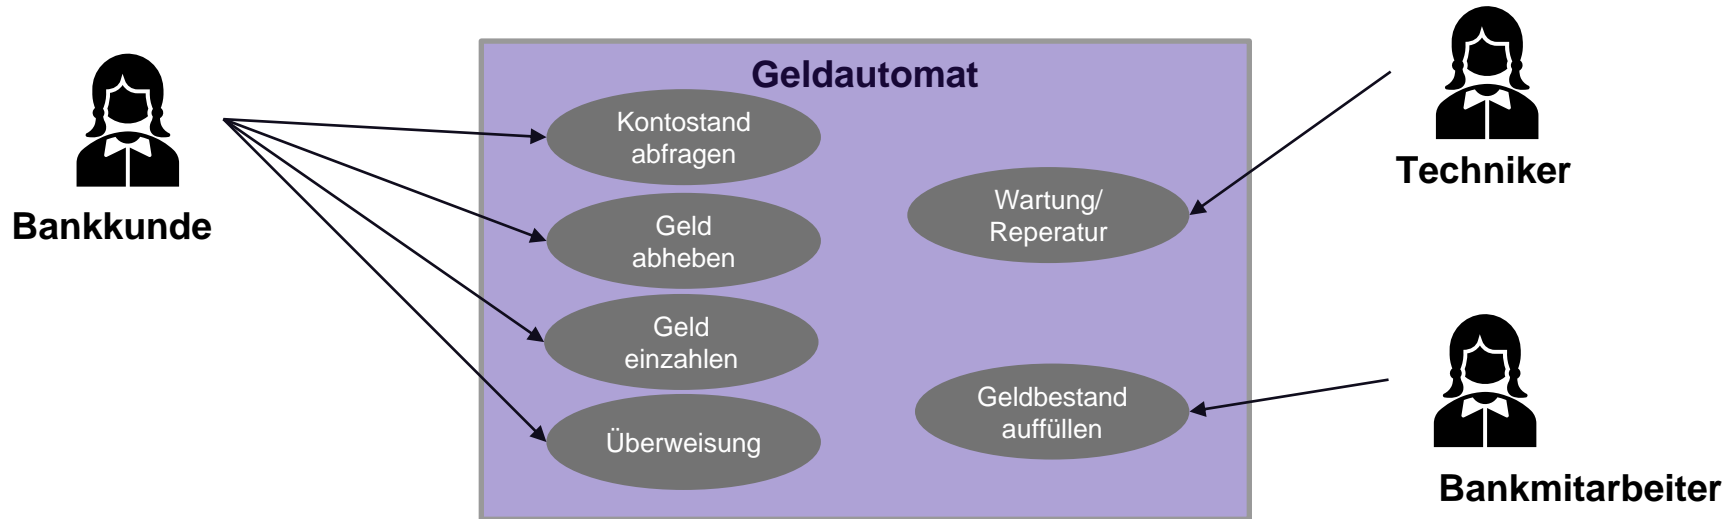 Geldautomat
Bankkunde
Kontostand
abfragen
Geld
abheben
Geld
einzahlen
Überweisung
Wartung/
Reperatur
Geldbestand
auffüllen
Techniker
Bankmitarbeiter